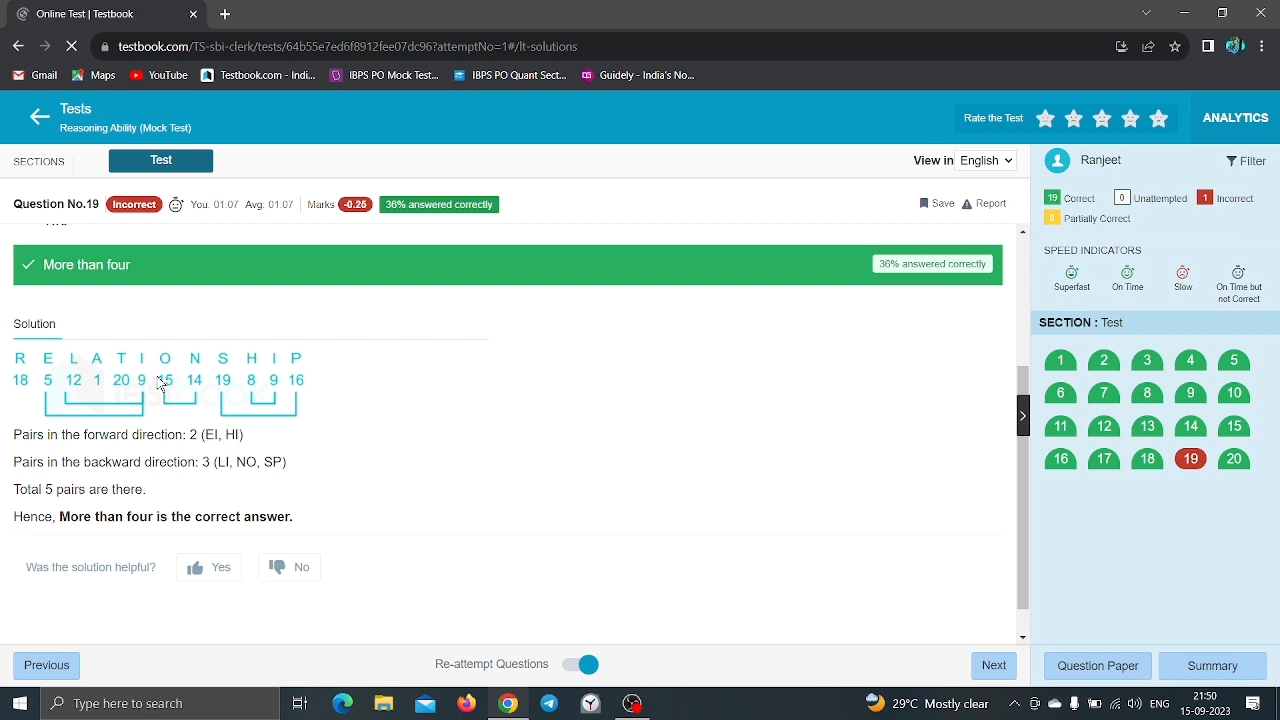 Online Test | Testbook
testbook.com/TS-sbi-clerk/tests/64b55e7ed6f8912fee07dc96?attemptNo=1#/lt-solutions
Gmail Maps YouTube Testbook.com - Indi... IBPS PO Mock Test... IBPS PO Quant Sect... Guidely - India's No...
Tests
Reasoning Ability (Mock Test)
Rate the Test
ANALYTICS
SECTIONS Test View in English
Ranjeet Filter
Question No.19 Incorrect You: 01:07 Avg: 01:07 Marks -0.25 36% answered correctly Save Report
19 Correct 0 Unattempted 1 Incorrect
0 Partially Correct
More than four 36% answered correctly
SPEED INDICATORS
Superfast On Time Slow On Time but
not Correct
SECTION : Test
Solution
R E L A T I O N S H I P
18 5 12 1 20 9 15 14 19 8 9 16
Pairs in the forward direction: 2 (EI, HI)
Pairs in the backward direction: 3 (LI, NO, SP)
Total 5 pairs are there.
Hence, More than four is the correct answer.
1 2 3 4 5
6 7 8 9 10
11 12 13 14 15
16 17 18 19 20
Was the solution helpful? Yes No
Previous Re-attempt Questions Next Question Paper Summary
Type here to search
29°C Mostly clear ENG 21:50
15-09-2023